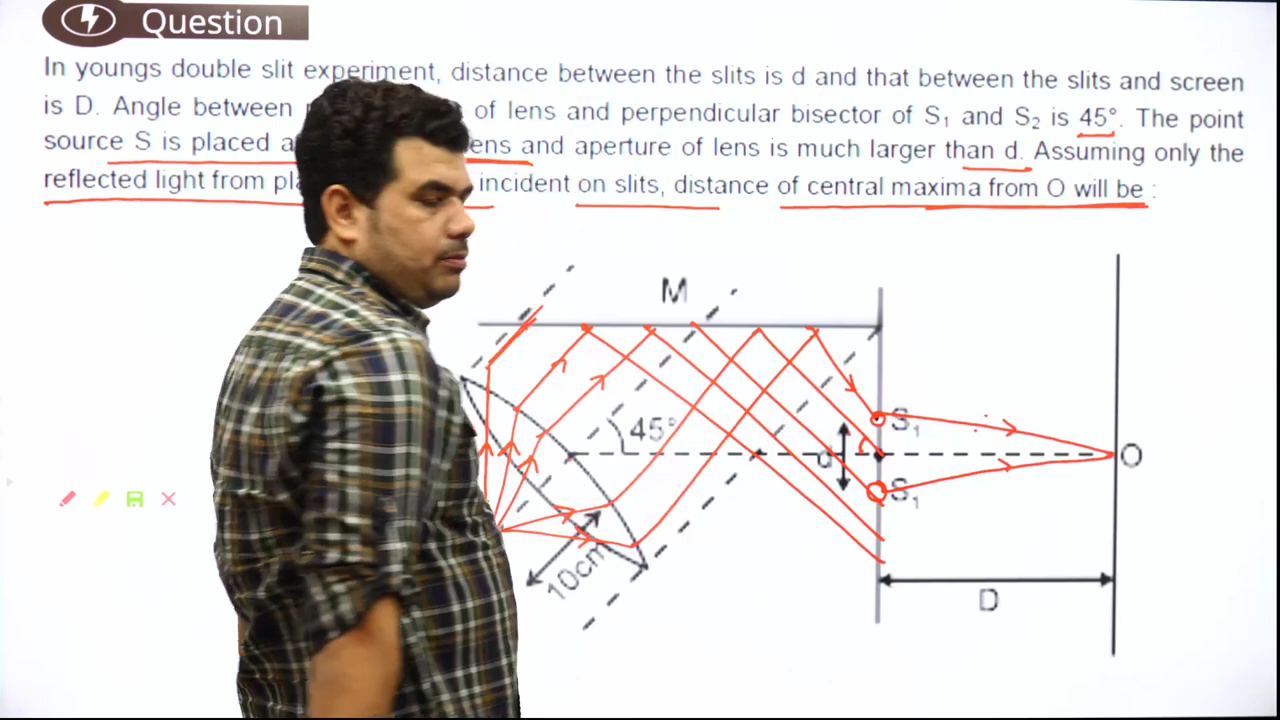 Question
In youngs double slit experiment, distance between the slits is d and that between the slits and screen
is D. Angle between of lens and perpendicular bisector of S₁ and S₂ is 45°. The point
source S is placed and aperture of lens is much larger than d. Assuming only the
reflected light from incident on slits, distance of central maxima from O will be :
M
45°
S₁
d
O
S₁
10cm
D